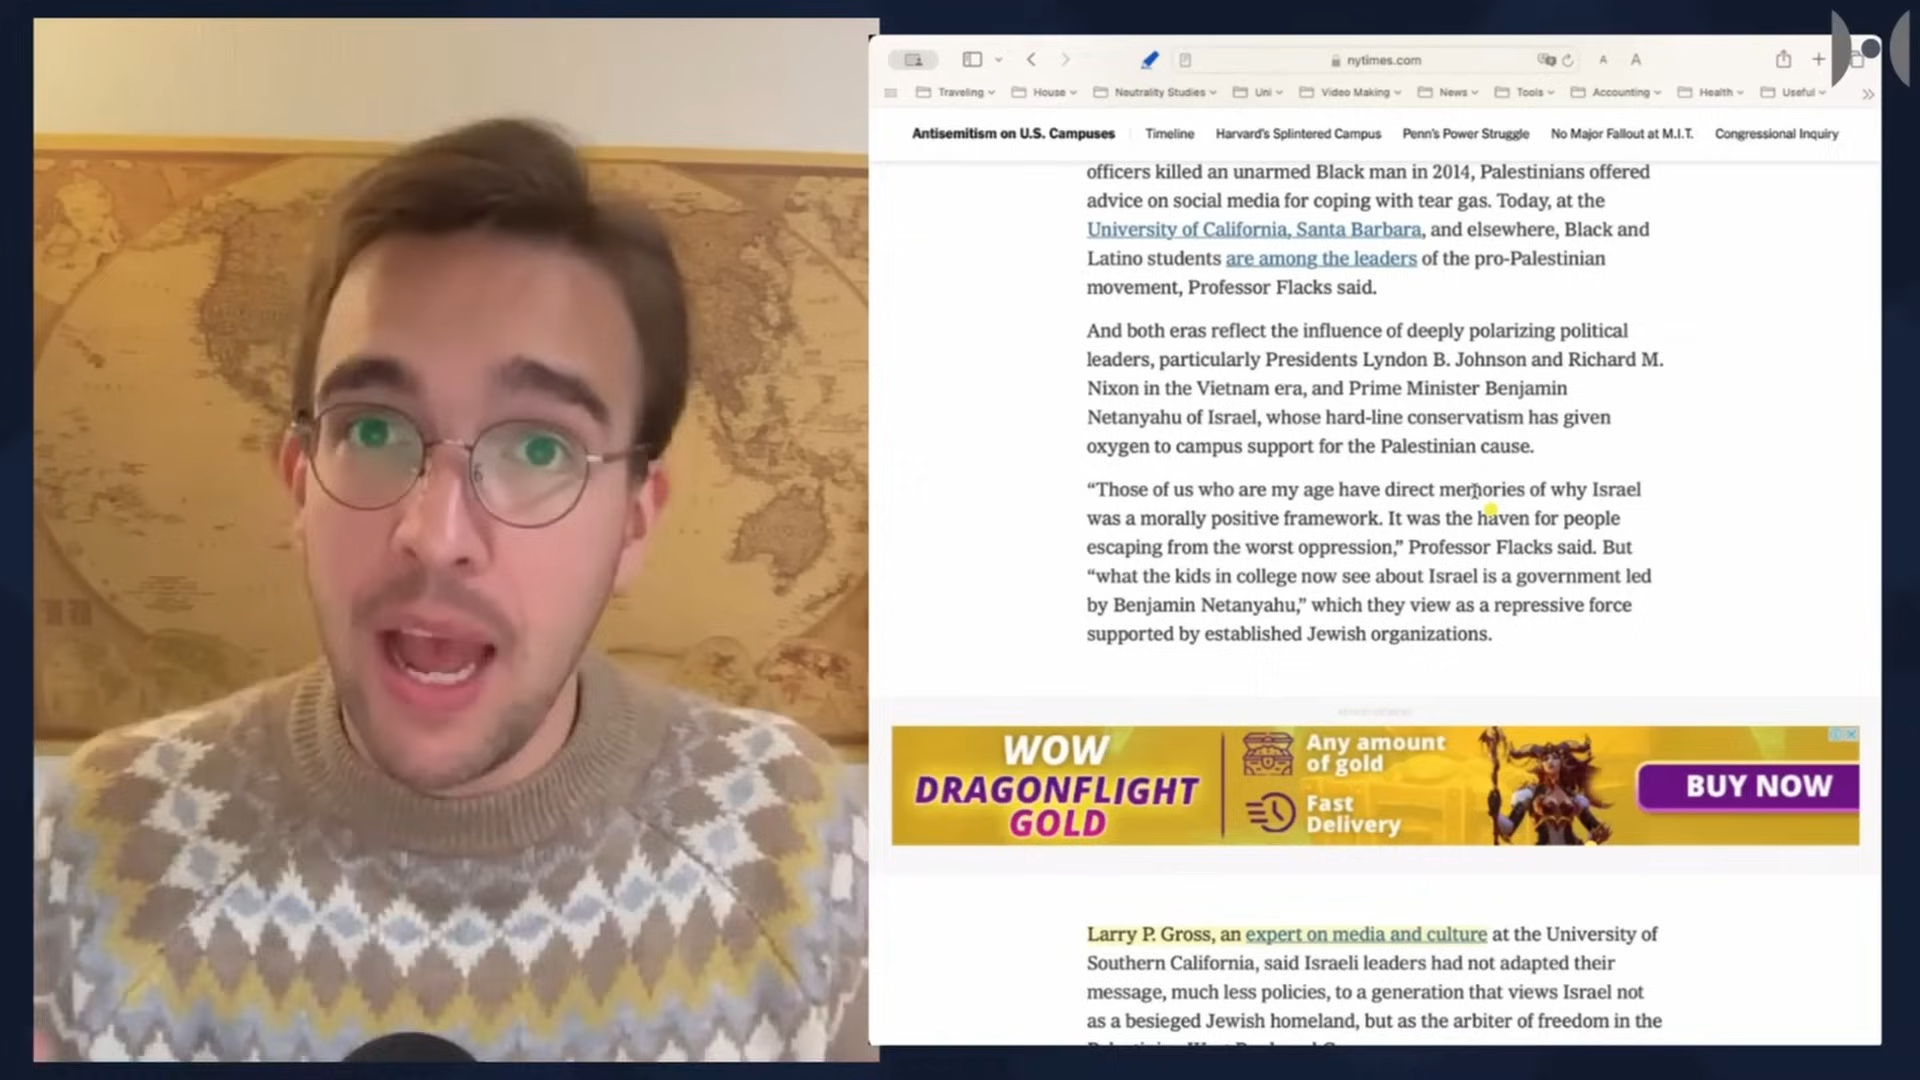 nytimes.com
A
A
Traveling
House
Neutrality Studies
Uni
Video Making
News
Tools
Accounting
Health
Useful
Antisemitism on U.S. Campuses
Timeline
Harvard's Splintered Campus
Penn's Power Struggle
No Major Fallout at M.I.T.
Congressional Inquiry
officers killed an unarmed Black man in 2014, Palestinians offered
advice on social media for coping with tear gas. Today, at the
University of California, Santa Barbara, and elsewhere, Black and
Latino students are among the leaders of the pro-Palestinian
movement, Professor Flacks said.
And both eras reflect the influence of deeply polarizing political
leaders, particularly Presidents Lyndon B. Johnson and Richard M.
Nixon in the Vietnam era, and Prime Minister Benjamin
Netanyahu of Israel, whose hard-line conservatism has given
oxygen to campus support for the Palestinian cause.
“Those of us who are my age have direct memories of why Israel
was a morally positive framework. It was the haven for people
escaping from the worst oppression,” Professor Flacks said. But
“what the kids in college now see about Israel is a government led
by Benjamin Netanyahu,” which they view as a repressive force
supported by established Jewish organizations.
WOW
DRAGONFLIGHT
GOLD
Any amount
of gold
Fast
Delivery
BUY NOW
Larry P. Gross, an expert on media and culture at the University of
Southern California, said Israeli leaders had not adapted their
message, much less policies, to a generation that views Israel not
as a besieged Jewish homeland, but as the arbiter of freedom in the